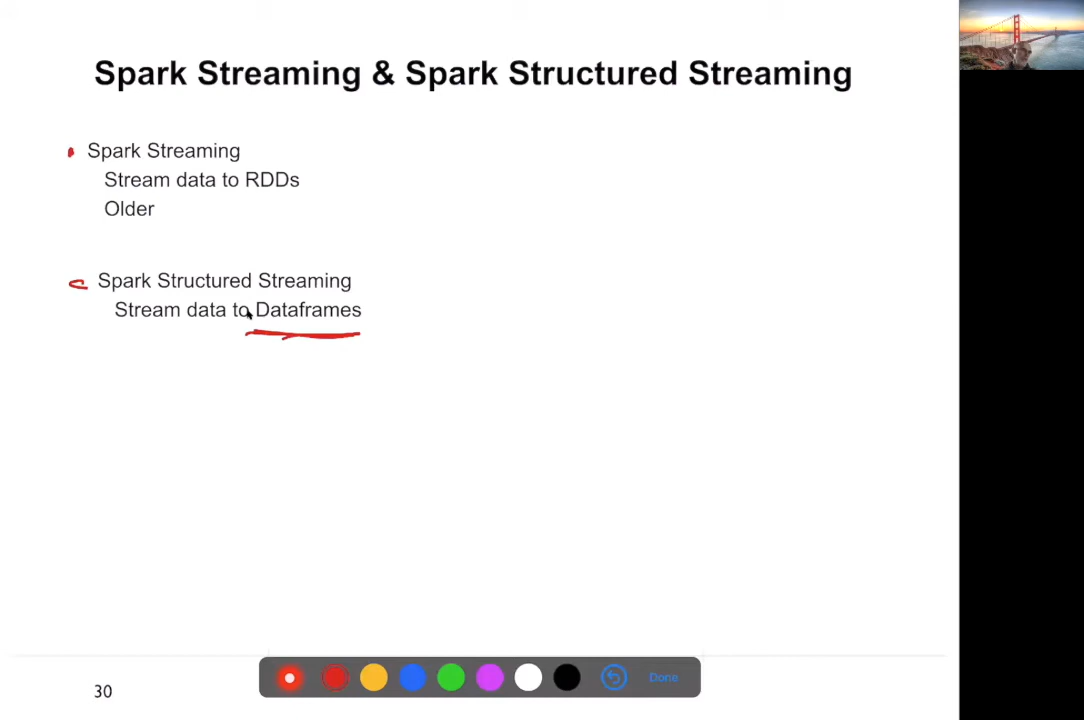 Spark Streaming & Spark Structured Streaming
Spark Streaming
Stream data to RDDs
Older
Spark Structured Streaming
Stream data to Dataframes
30
Done